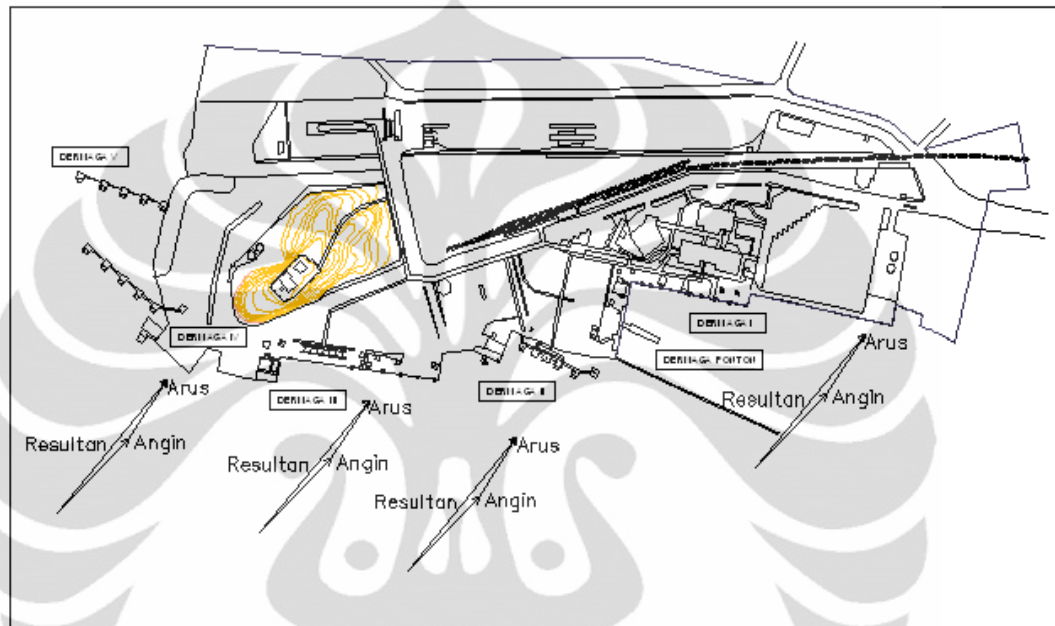 DERMAGA V
DERMAGA IV
DERMAGA I
DERMAGA PONTON
DERMAGA III
DERMAGA II
Arus
Resultan
Angin
Arus
Resultan
Angin
Arus
Resultan
Angin
Arus
Resultan
Angin